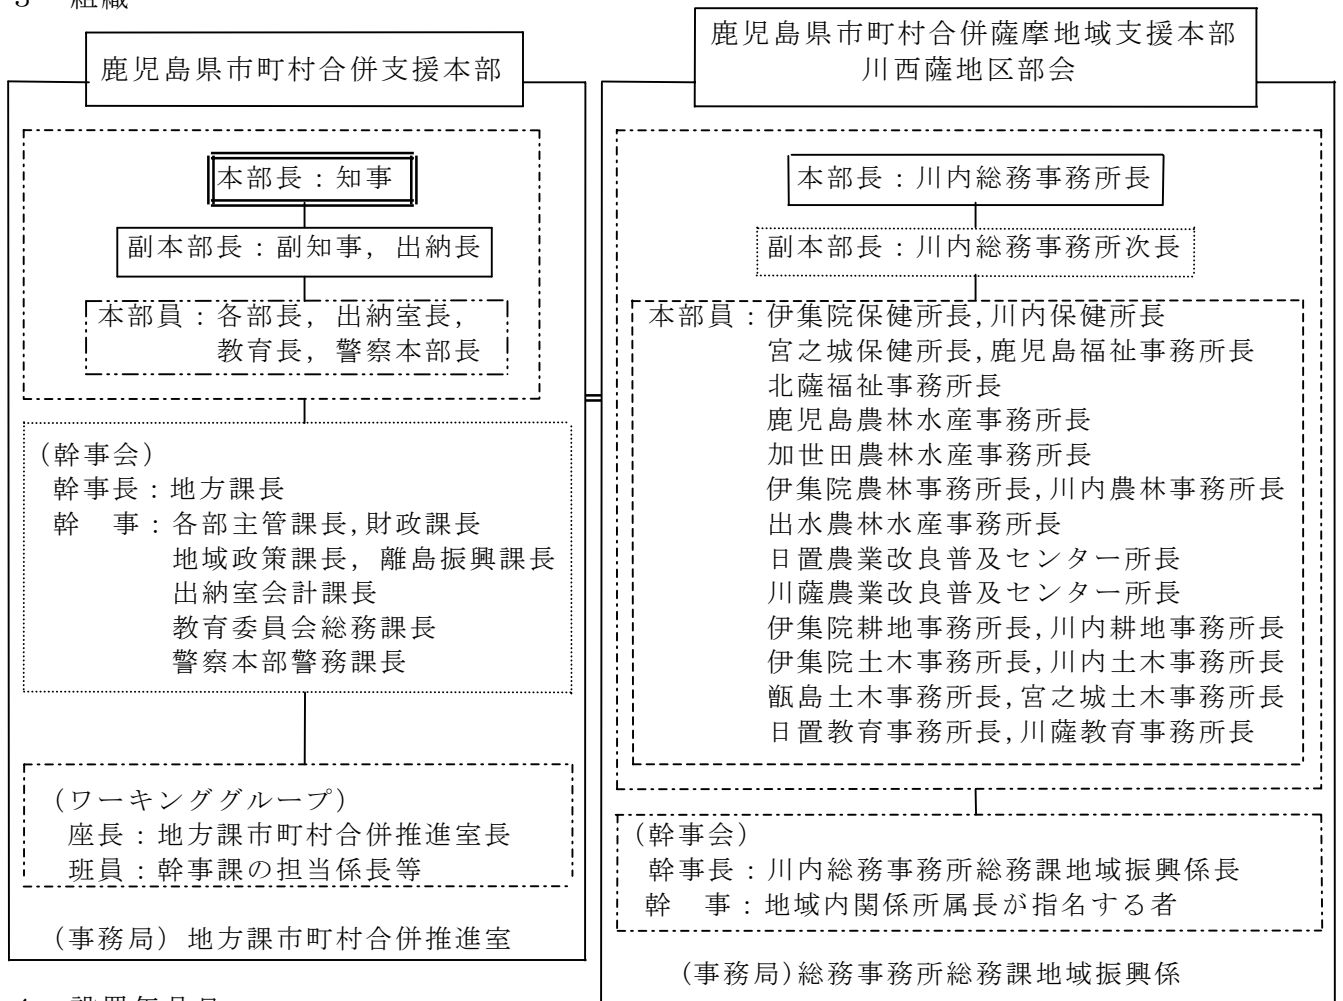 3 組織
鹿児島県市町村合併支援本部
本部長：知事
副本部長：副知事，出納長
本部員：各部長，出納室長，
教育長，警察本部長
(幹事会)
幹事長：地方課長
幹　事：各部主管課長,財政課長
地域政策課長，離島振興課長
出納室会計課長
教育委員会総務課長
警察本部警務課長
(ワーキンググループ)
座長：地方課市町村合併推進室長
班員：幹事課の担当係長等
(事務局) 地方課市町村合併推進室
鹿児島県市町村合併薩摩地域支援本部
川西薩地区部会
本部長：川内総務事務所長
副本部長：川内総務事務所次長
本部員：伊集院保健所長,川内保健所長
宮之城保健所長,鹿児島福祉事務所長
北薩福祉事務所長
鹿児島農林水産事務所長
加世田農林水産事務所長
伊集院農林事務所長,川内農林事務所長
出水農林水産事務所長
日置農業改良普及センター所長
川薩農業改良普及センター所長
伊集院耕地事務所長,川内耕地事務所長
伊集院土木事務所長,川内土木事務所長
甑島土木事務所長,宮之城土木事務所長
日置教育事務所長,川薩教育事務所長
(幹事会)
幹事長：川内総務事務所総務課地域振興係長
幹　事：地域内関係所属長が指名する者
(事務局)総務事務所総務課地域振興係